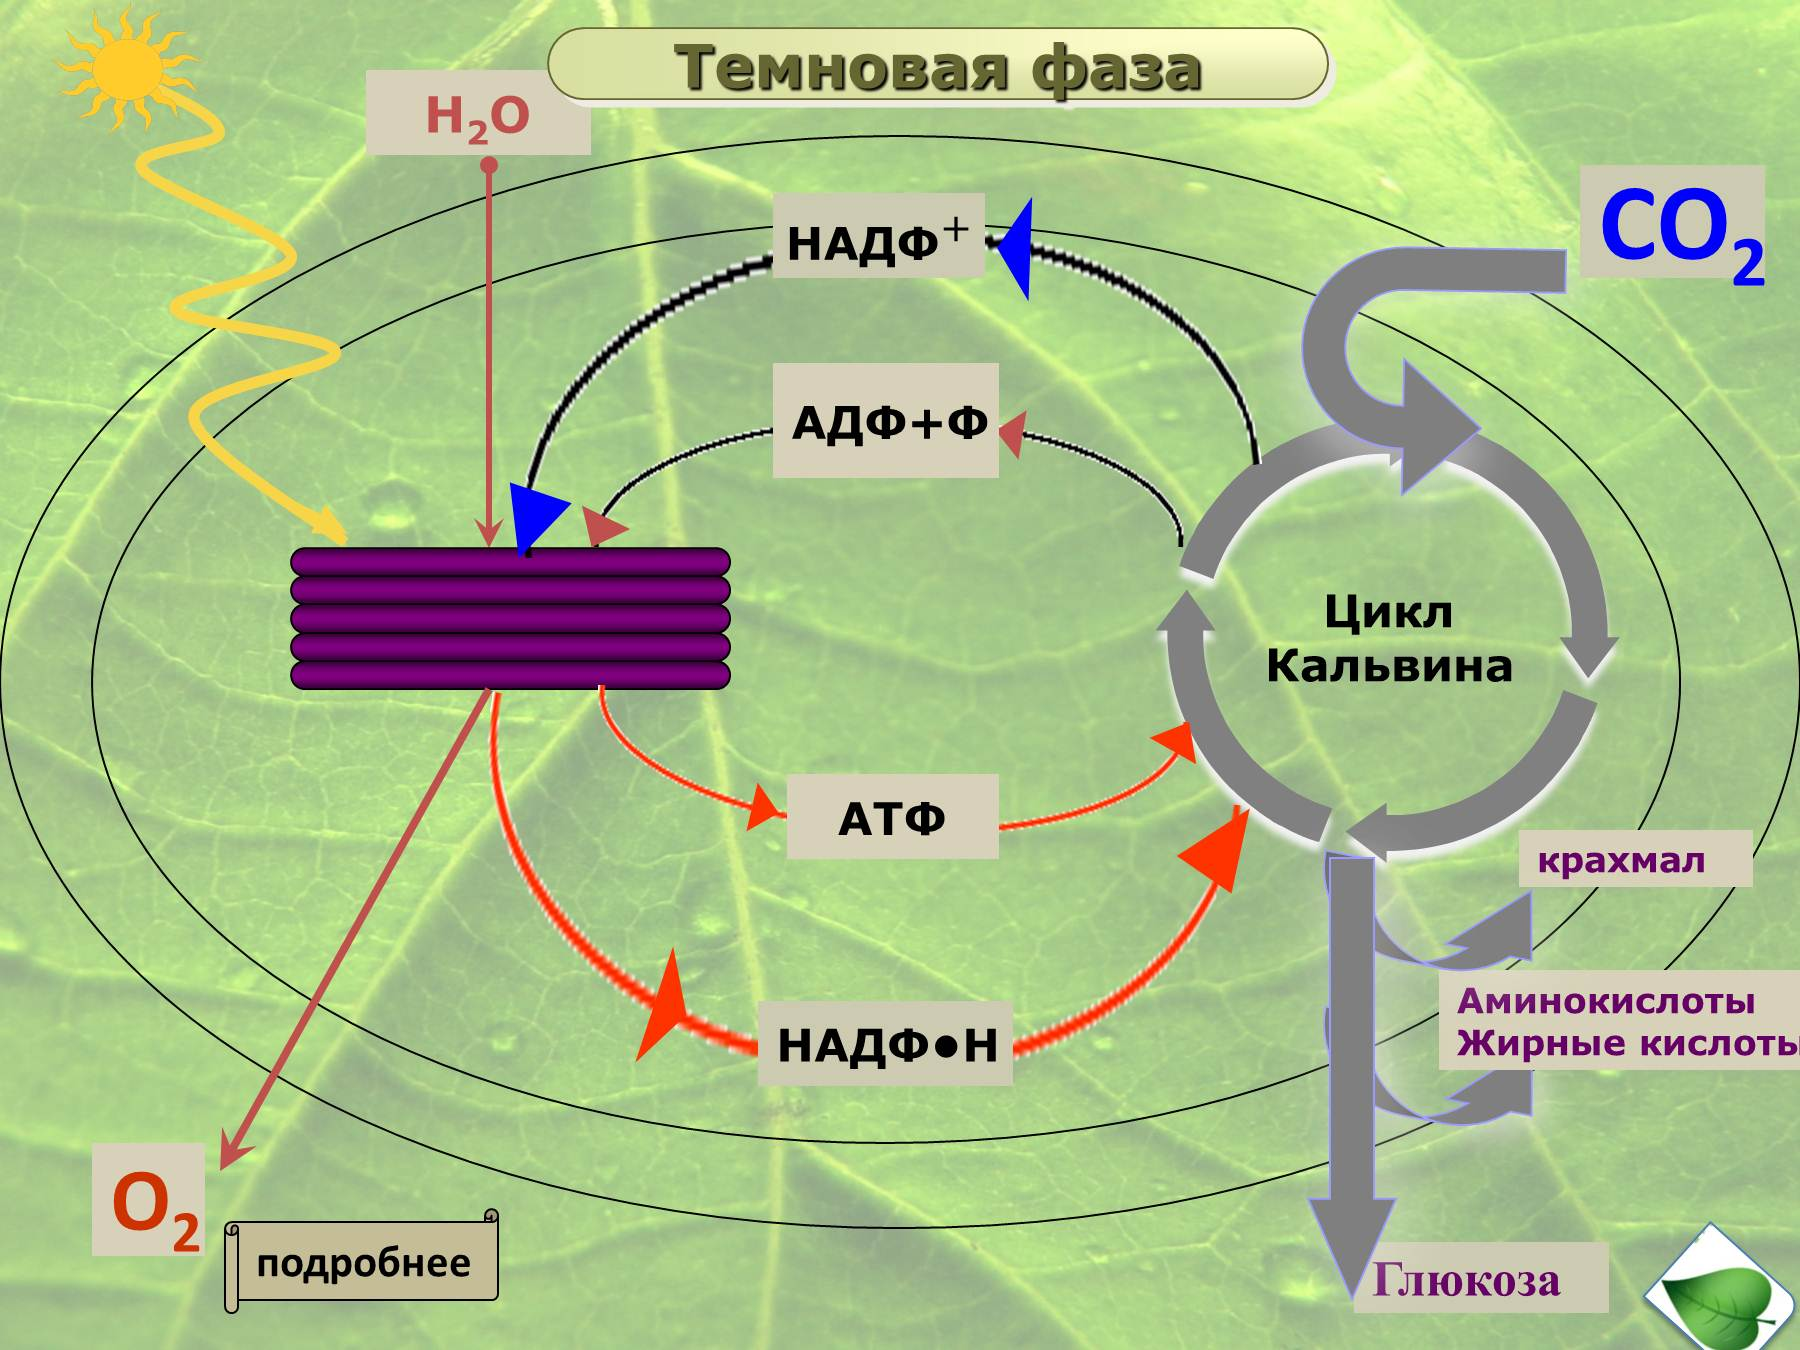 Темновая фаза
H₂O
CO₂
НАДФ⁺
АДФ+Ф
Цикл
Кальвина
АТФ
крахмал
Аминокислоты
Жирные кислоты
НАДФ●Н
O₂
подробнее
Глюкоза